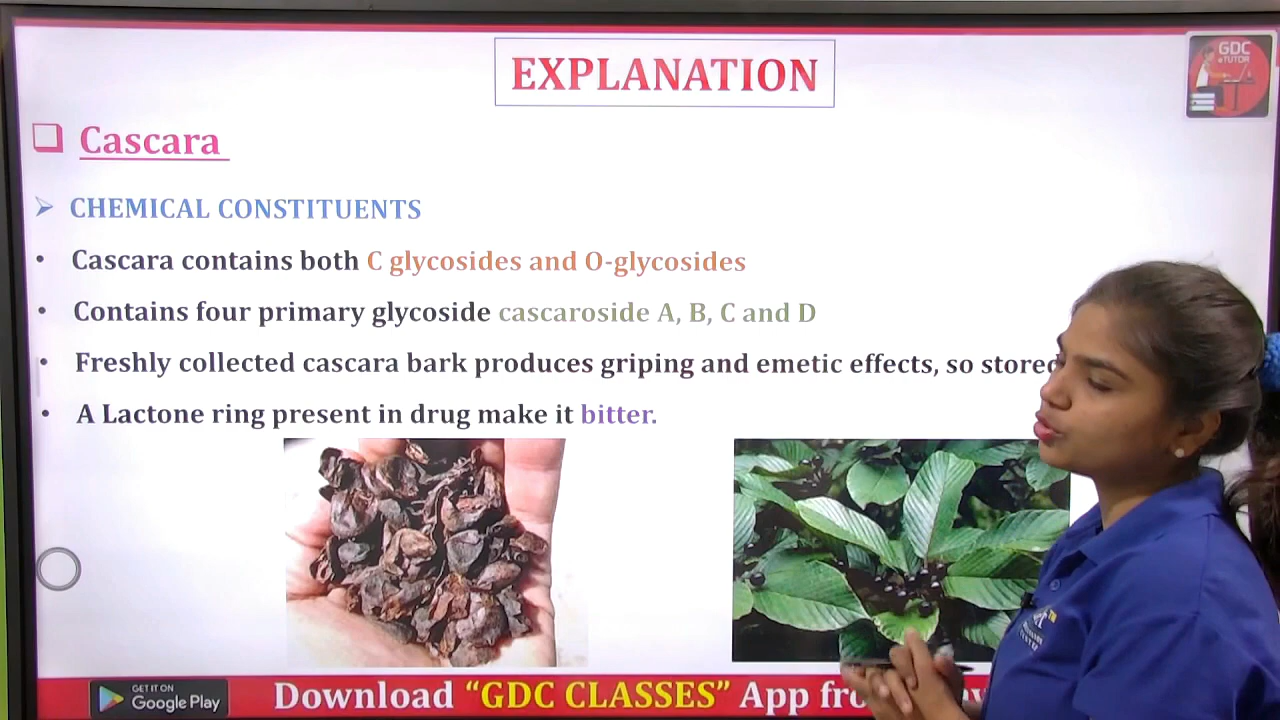 EXPLANATION
GDC
eTUTOR
Cascara
CHEMICAL CONSTITUENTS
Cascara contains both C glycosides and O-glycosides
Contains four primary glycoside cascaroside A, B, C and D
Freshly collected cascara bark produces griping and emetic effects, so stored
A Lactone ring present in drug make it bitter.
GET IT ON
Google Play
Download “GDC CLASSES” App